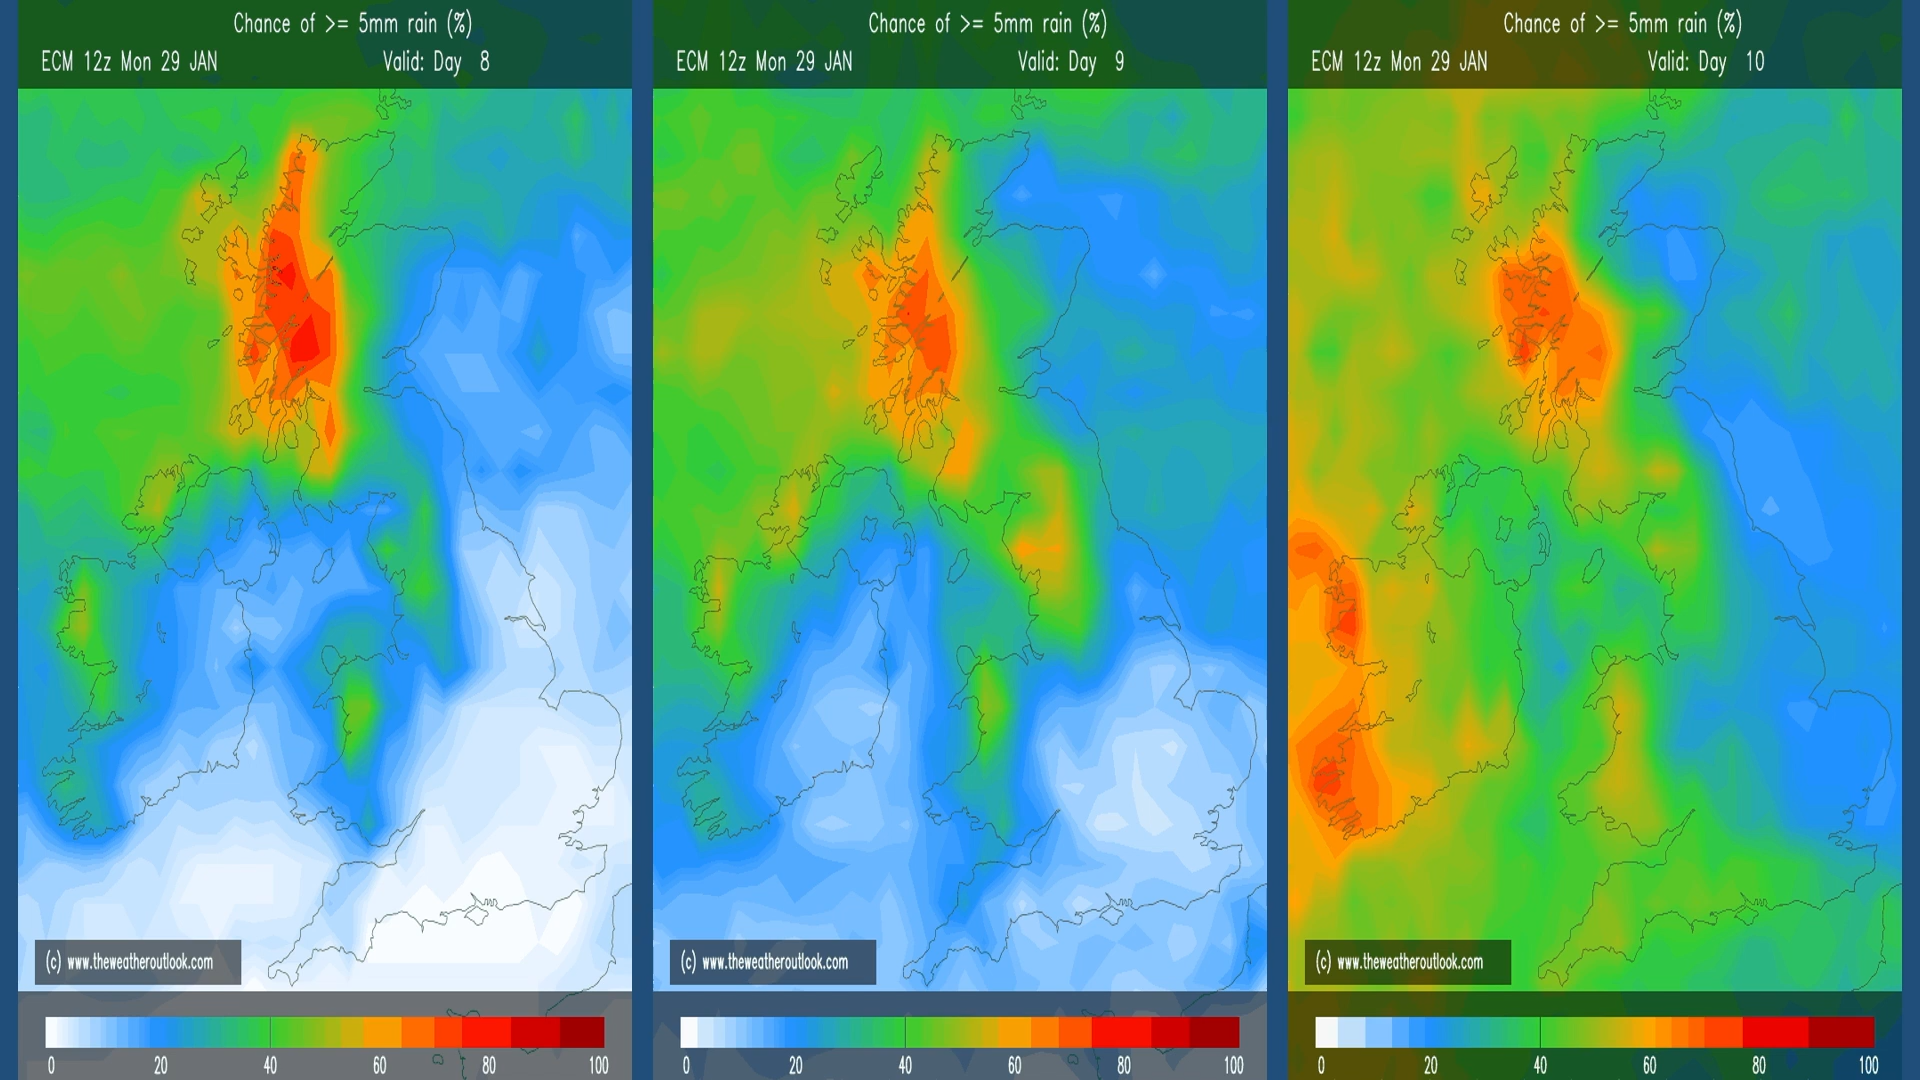 Chance of >= 5mm rain (%)
ECM 12z Mon 29 JAN Valid: Day 8
(c) www.theweatheroutlook.com
0 20 40 60 80 100
Chance of >= 5mm rain (%)
ECM 12z Mon 29 JAN Valid: Day 9
(c) www.theweatheroutlook.com
0 20 40 60 80 100
Chance of >= 5mm rain (%)
ECM 12z Mon 29 JAN Valid: Day 10
(c) www.theweatheroutlook.com
0 20 40 60 80 100